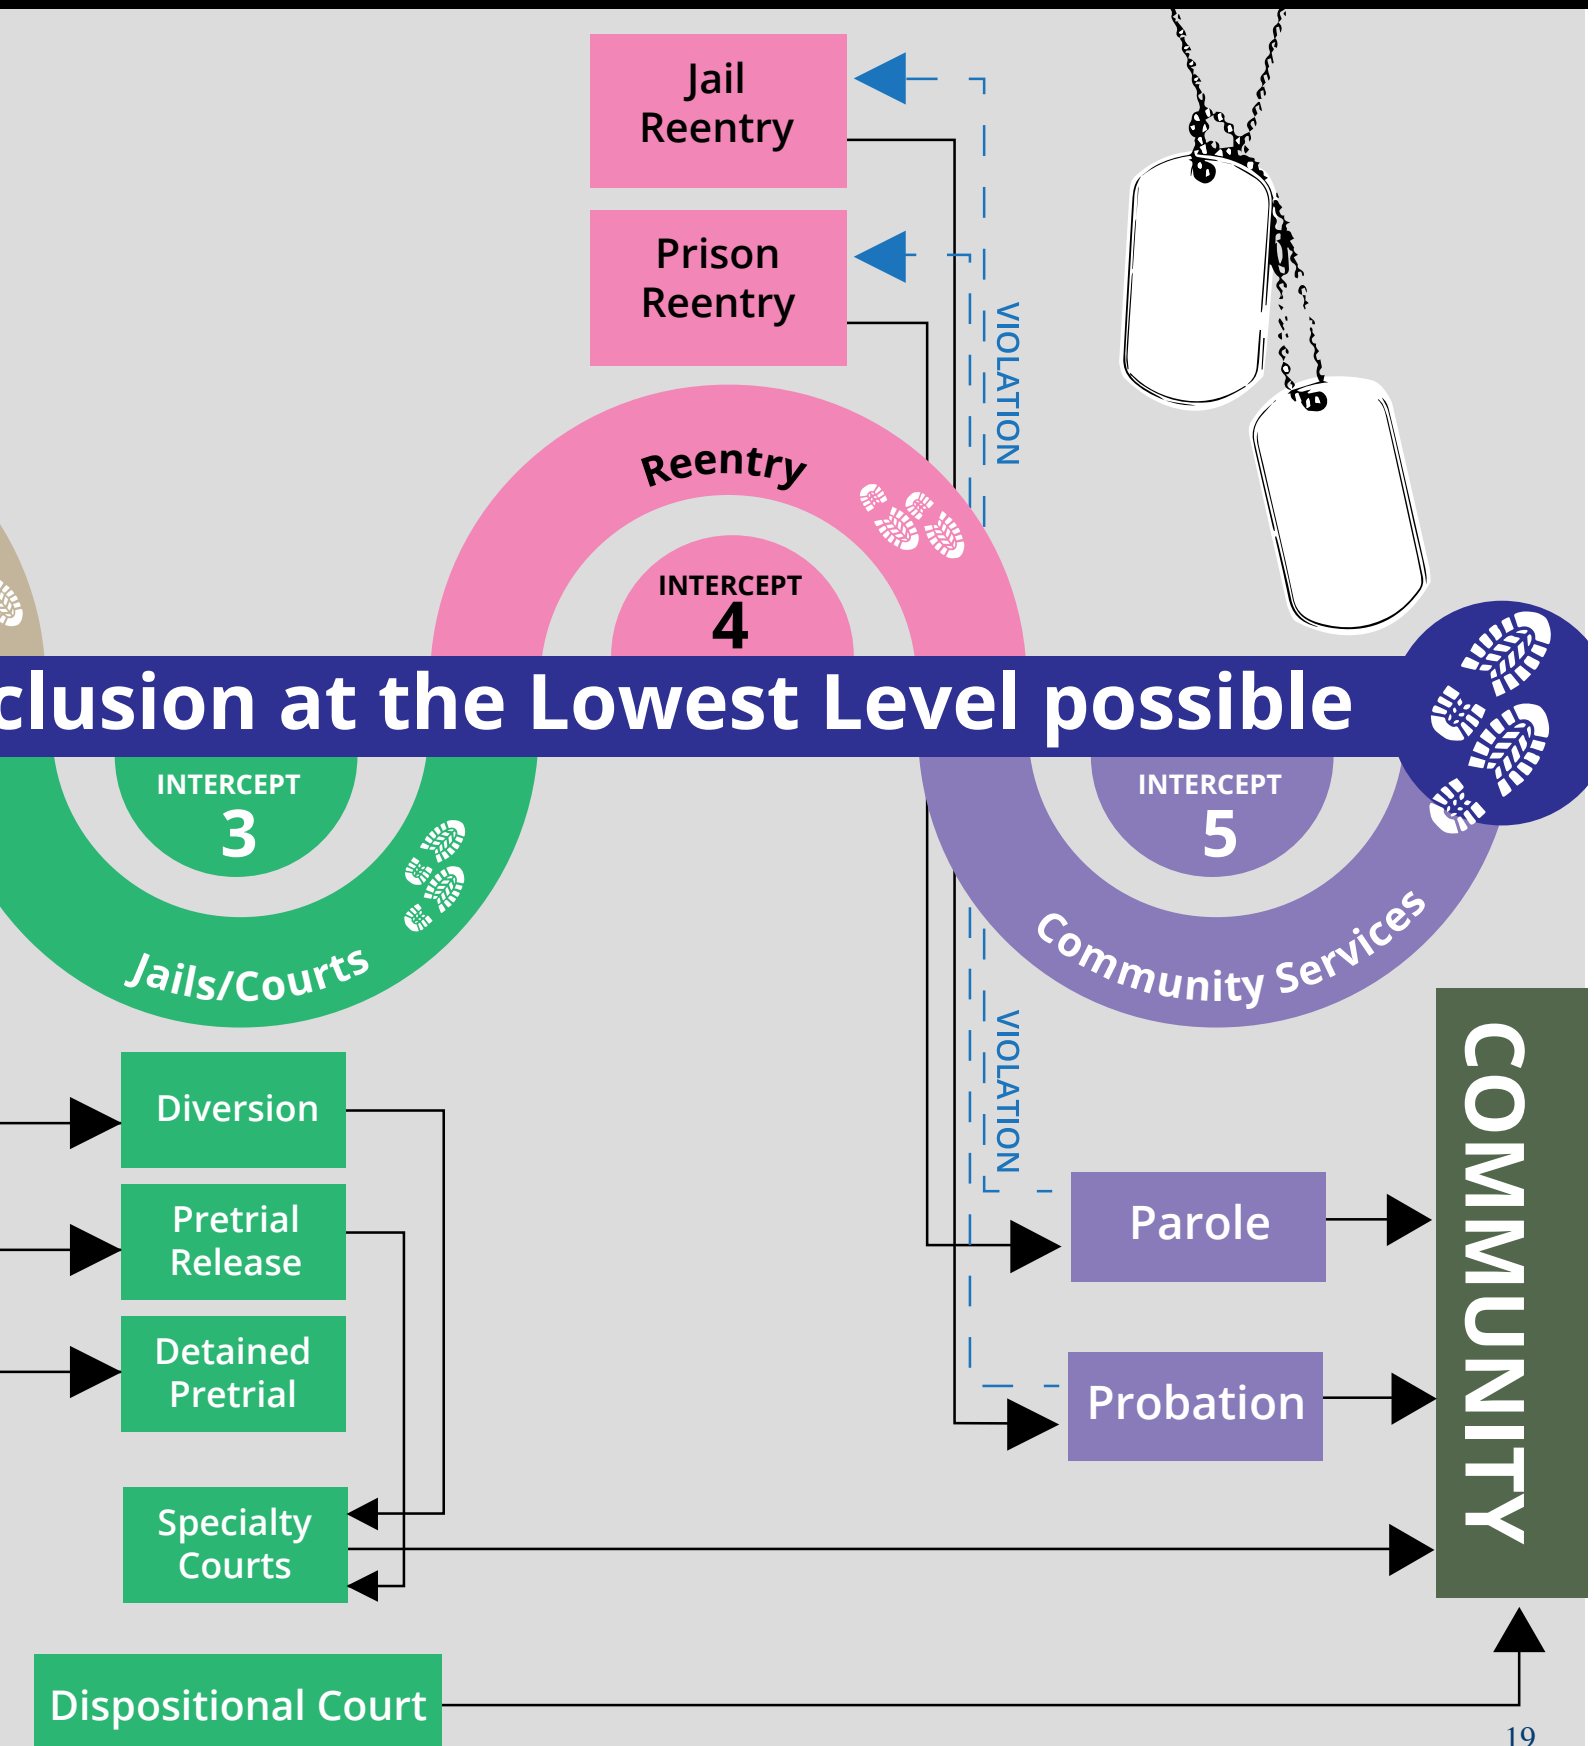 Jail
Reentry
Prison
Reentry
VIOLATION
Reentry
INTERCEPT
4
clusion at the Lowest Level possible
INTERCEPT
3
Jails/Courts
INTERCEPT
5
Community Services
VIOLATION
COMMUNITY
Diversion
Pretrial
Release
Detained
Pretrial
Specialty
Courts
Parole
Probation
Dispositional Court
19